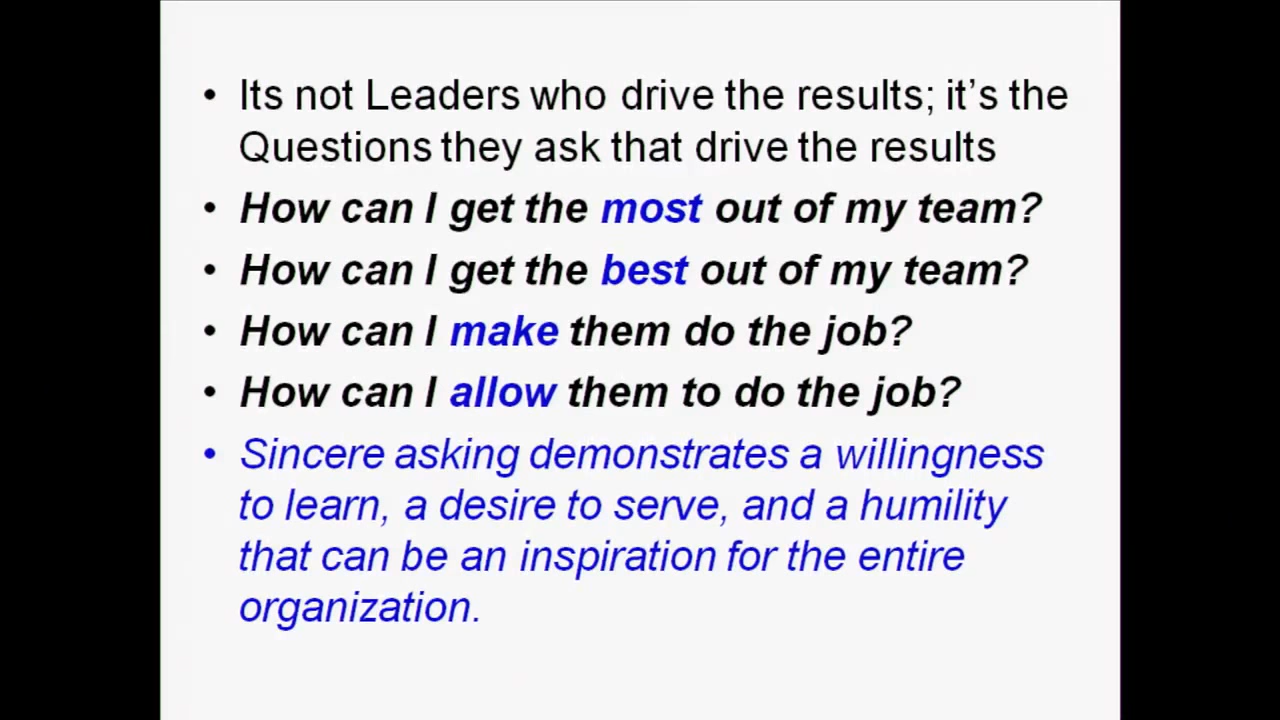 • Its not Leaders who drive the results; it’s the
Questions they ask that drive the results
• How can I get the most out of my team?
• How can I get the best out of my team?
• How can I make them do the job?
• How can I allow them to do the job?
• Sincere asking demonstrates a willingness
to learn, a desire to serve, and a humility
that can be an inspiration for the entire
organization.